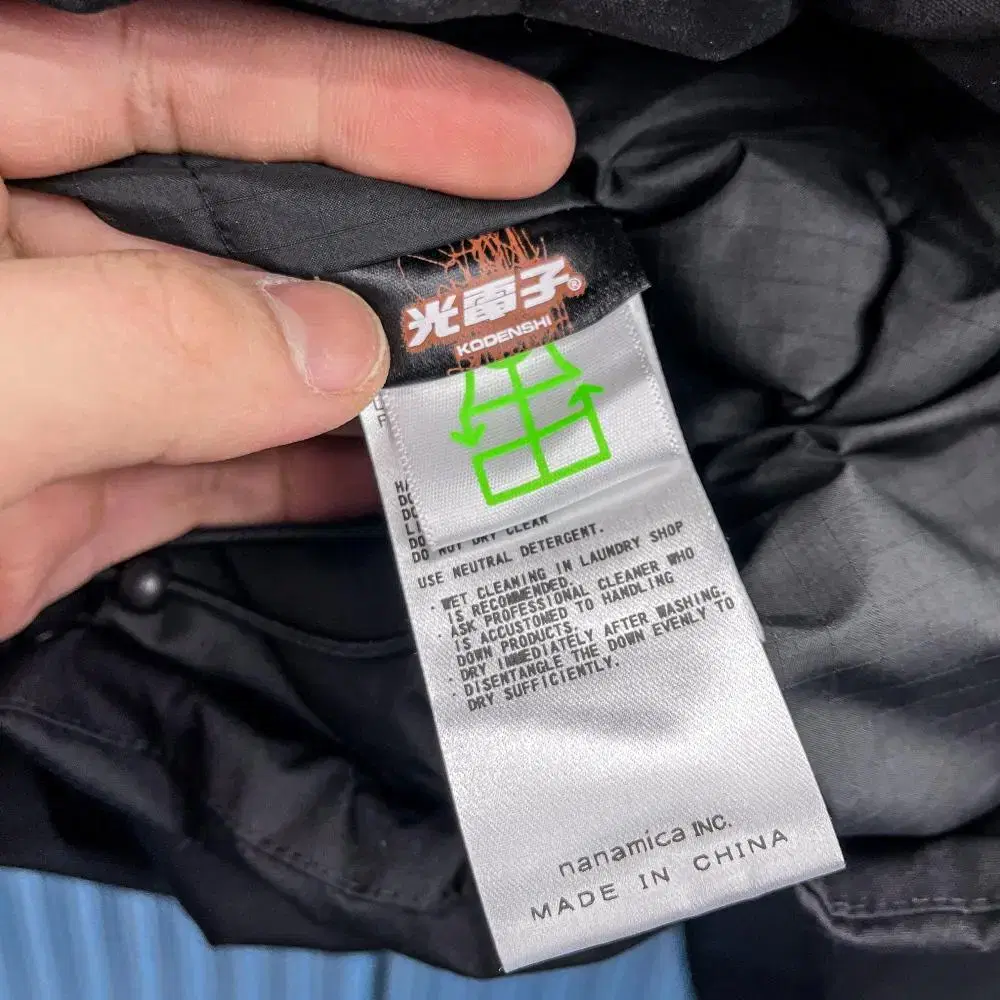 光電子®
KODENSHI
DO NOT DRY CLEAN
USE NEUTRAL DETERGENT.
・WET CLEANING IN LAUNDRY SHOP
IS RECOMMENDED.
・ASK PROFESSIONAL CLEANER WHO
IS ACCUSTOMED TO HANDLING
DOWN PRODUCTS.
・DRY IMMEDIATELY AFTER WASHING.
・DISENTANGLE THE DOWN EVENLY TO
DRY SUFFICIENTLY.
nanamica INC.
MADE IN CHINA